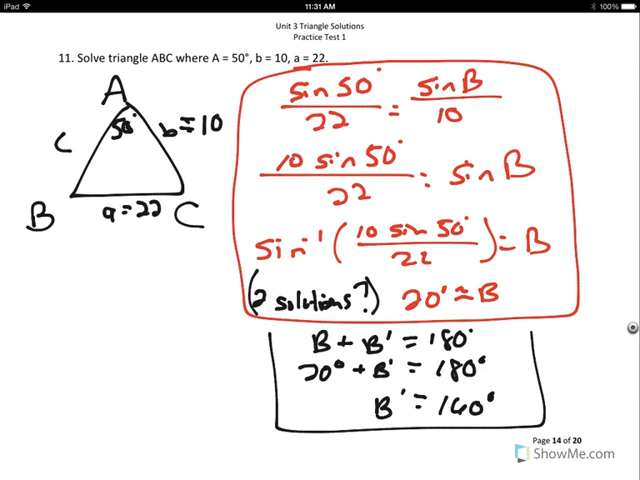 iPad
11:31 AM
100%
Unit 3 Triangle Solutions
Practice Test 1
11. Solve triangle ABC where A = 50°, b = 10, a = 22.
A
50°
C
b = 10
B
a = 22
C
sin 50° / 22 = sin B / 10
10 sin 50° / 22 = sin B
sin⁻¹ (10 sin 50° / 22) = B
(2 solutions?) 20° ≈ B
B + B' = 180°
20° + B' = 180°
B' = 160°
Page 14 of 20
ShowMe.com